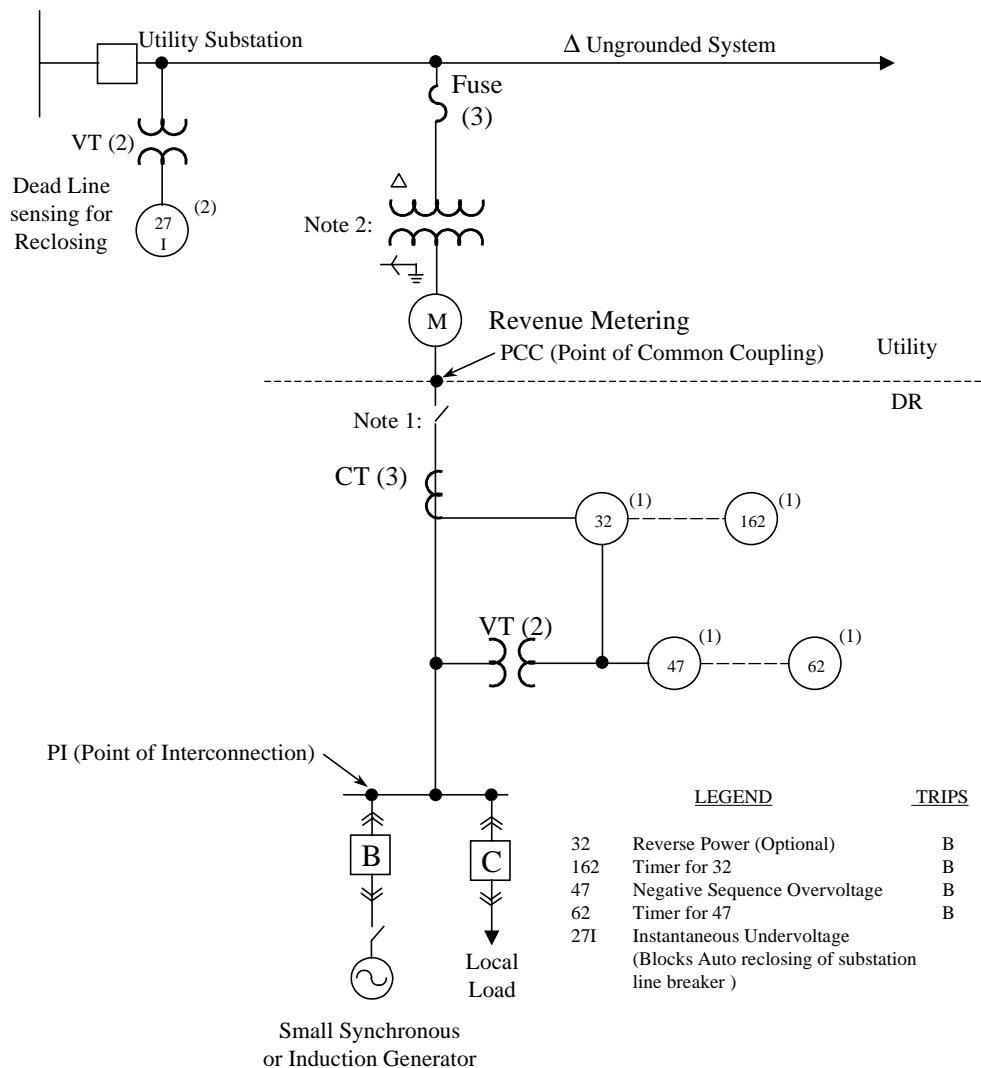 Utility Substation
Δ Ungrounded System
Fuse
(3)
VT (2)
Dead Line
sensing for
Reclosing
27
I
(2)
Δ
Note 2:
M
Revenue Metering
PCC (Point of Common Coupling)
Utility
DR
Note 1:
CT (3)
32
(1)
162
(1)
VT (2)
47
(1)
62
(1)
PI (Point of Interconnection)
B
C
Local
Load
Small Synchronous
or Induction Generator
LEGEND TRIPS
32 Reverse Power (Optional) B
162 Timer for 32 B
47 Negative Sequence Overvoltage B
62 Timer for 47 B
27I Instantaneous Undervoltage
(Blocks Auto reclosing of substation
line breaker )